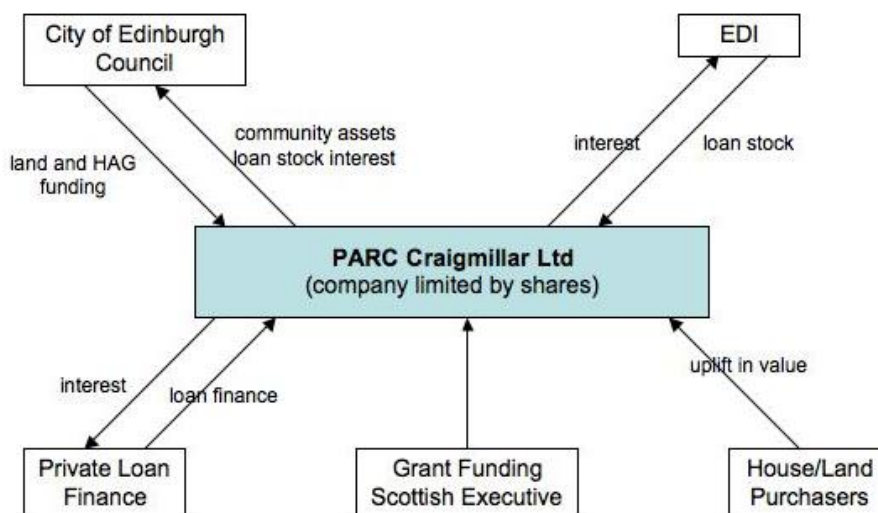 City of Edinburgh
Council
EDI
community assets
loan stock interest
interest
loan stock
land and HAG
funding
PARC Craigmillar Ltd
(company limited by shares)
interest
loan finance
uplift in value
Private Loan
Finance
Grant Funding
Scottish Executive
House/Land
Purchasers